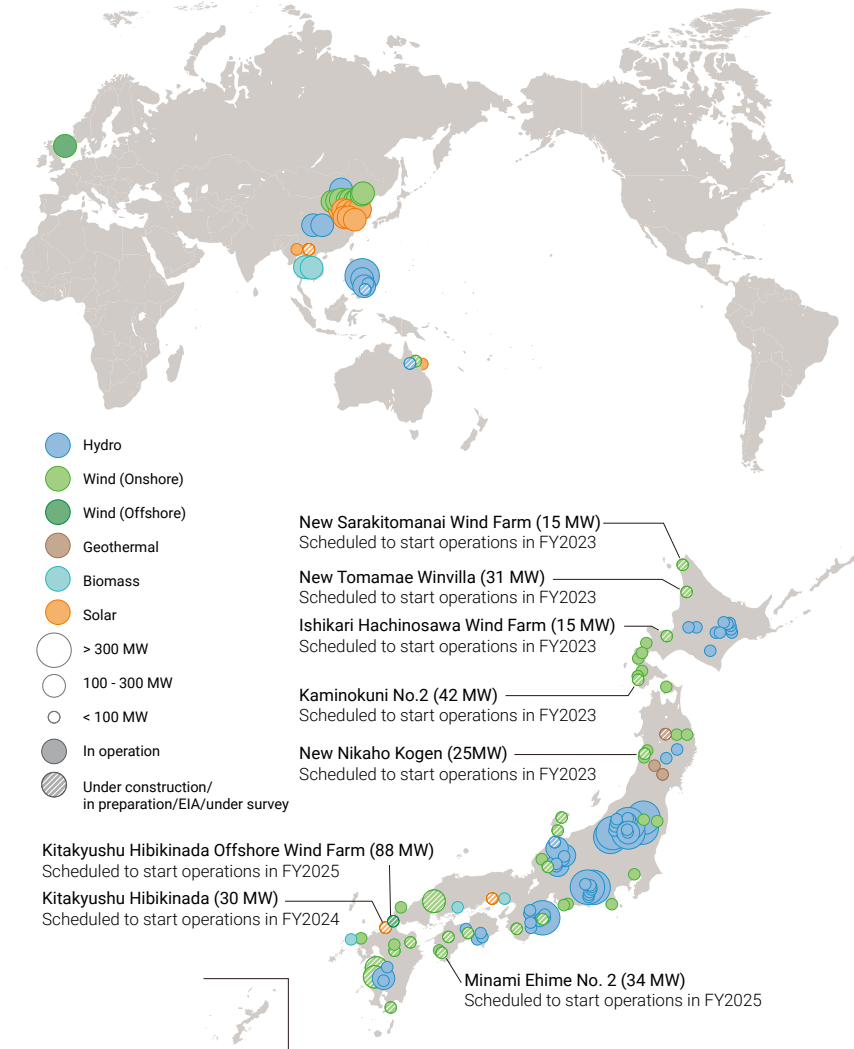 Hydro
Wind (Onshore)
Wind (Offshore)
Geothermal
Biomass
Solar
> 300 MW
100 - 300 MW
< 100 MW
In operation
Under construction/
in preparation/EIA/under survey
New Sarakitomanai Wind Farm (15 MW)
Scheduled to start operations in FY2023
New Tomamae Winvilla (31 MW)
Scheduled to start operations in FY2023
Ishikari Hachinosawa Wind Farm (15 MW)
Scheduled to start operations in FY2023
Kaminokuni No.2 (42 MW)
Scheduled to start operations in FY2023
New Nikaho Kogen (25MW)
Scheduled to start operations in FY2023
Kitakyushu Hibikinada Offshore Wind Farm (88 MW)
Scheduled to start operations in FY2025
Kitakyushu Hibikinada (30 MW)
Scheduled to start operations in FY2024
Minami Ehime No. 2 (34 MW)
Scheduled to start operations in FY2025